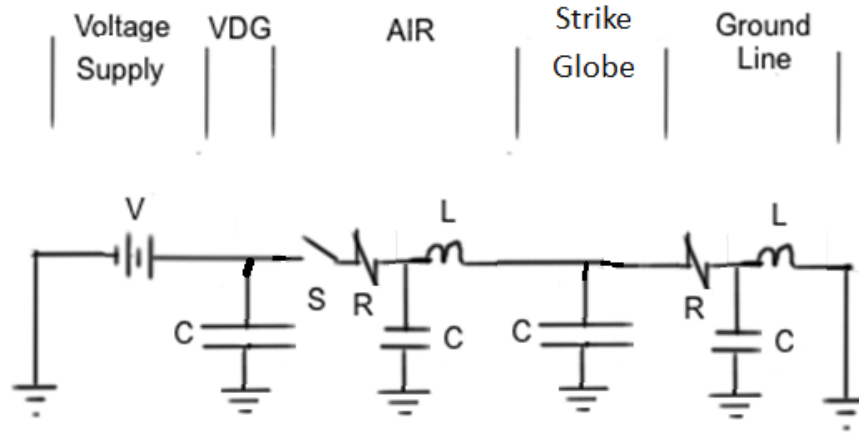 Voltage
Supply
VDG
AIR
Strike
Globe
Ground
Line
V
L
L
S
R
R
C
C
C
C